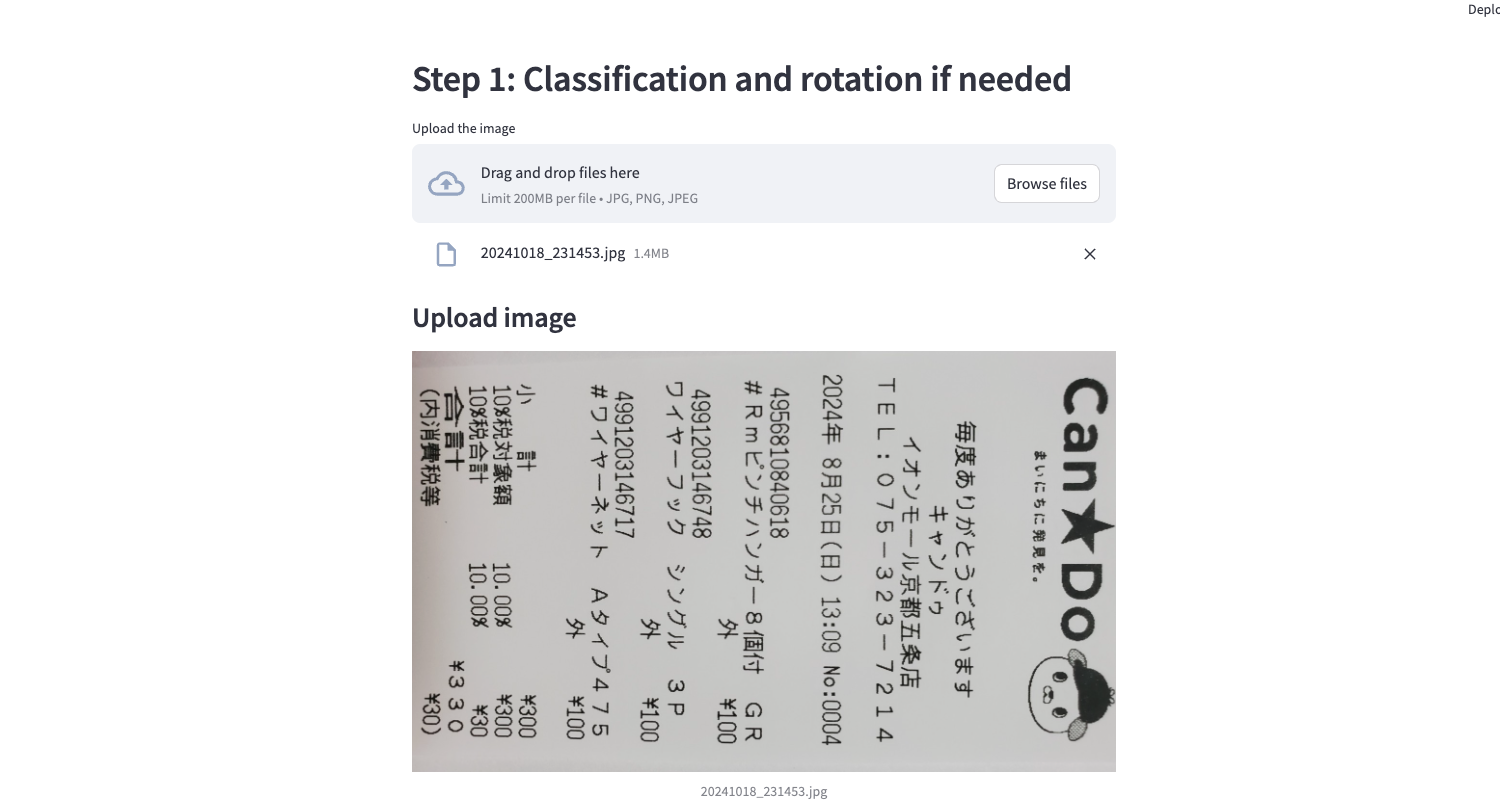 Deplo
Step 1: Classification and rotation if needed
Upload the image
Drag and drop files here
Limit 200MB per file • JPG, PNG, JPEG
Browse files
20241018_231453.jpg 1.4MB
Upload image
Can★Do
まいにちに発見を。
毎度ありがとうございます
キャンドゥ
イオンモール京都五条店
TEL:075-323-7214
2024年 8月25日(日) 13:09 No:0004
4956810840618
#Rmピンチハンガー8個付 GR
外 ¥100
4991203146748
ワイヤーフック シングル 3P
外 ¥100
4991203146717
#ワイヤーネット Aタイプ475
外 ¥100
小 計 ¥300
10%税対象額 10.00% ¥300
10%税合計 10.00% ¥30
合計 ¥330
(内消費税等 ¥30)
20241018_231453.jpg